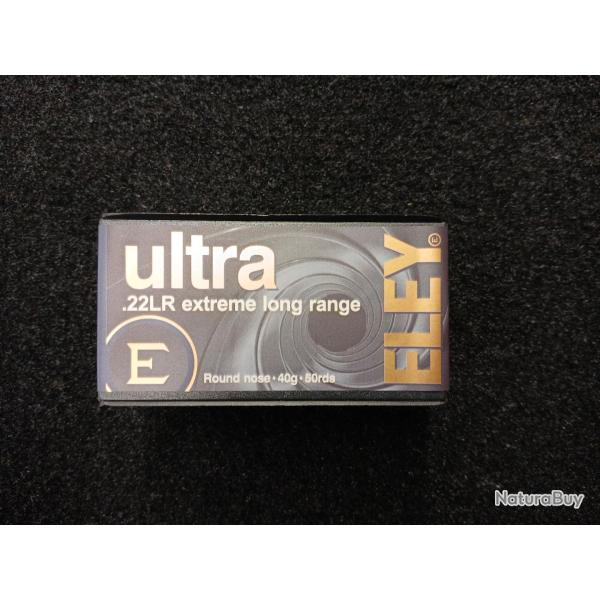 ultra
.22LR extreme long range
E
Round nose • 40g • 50rds
ELEY
NaturaBuy